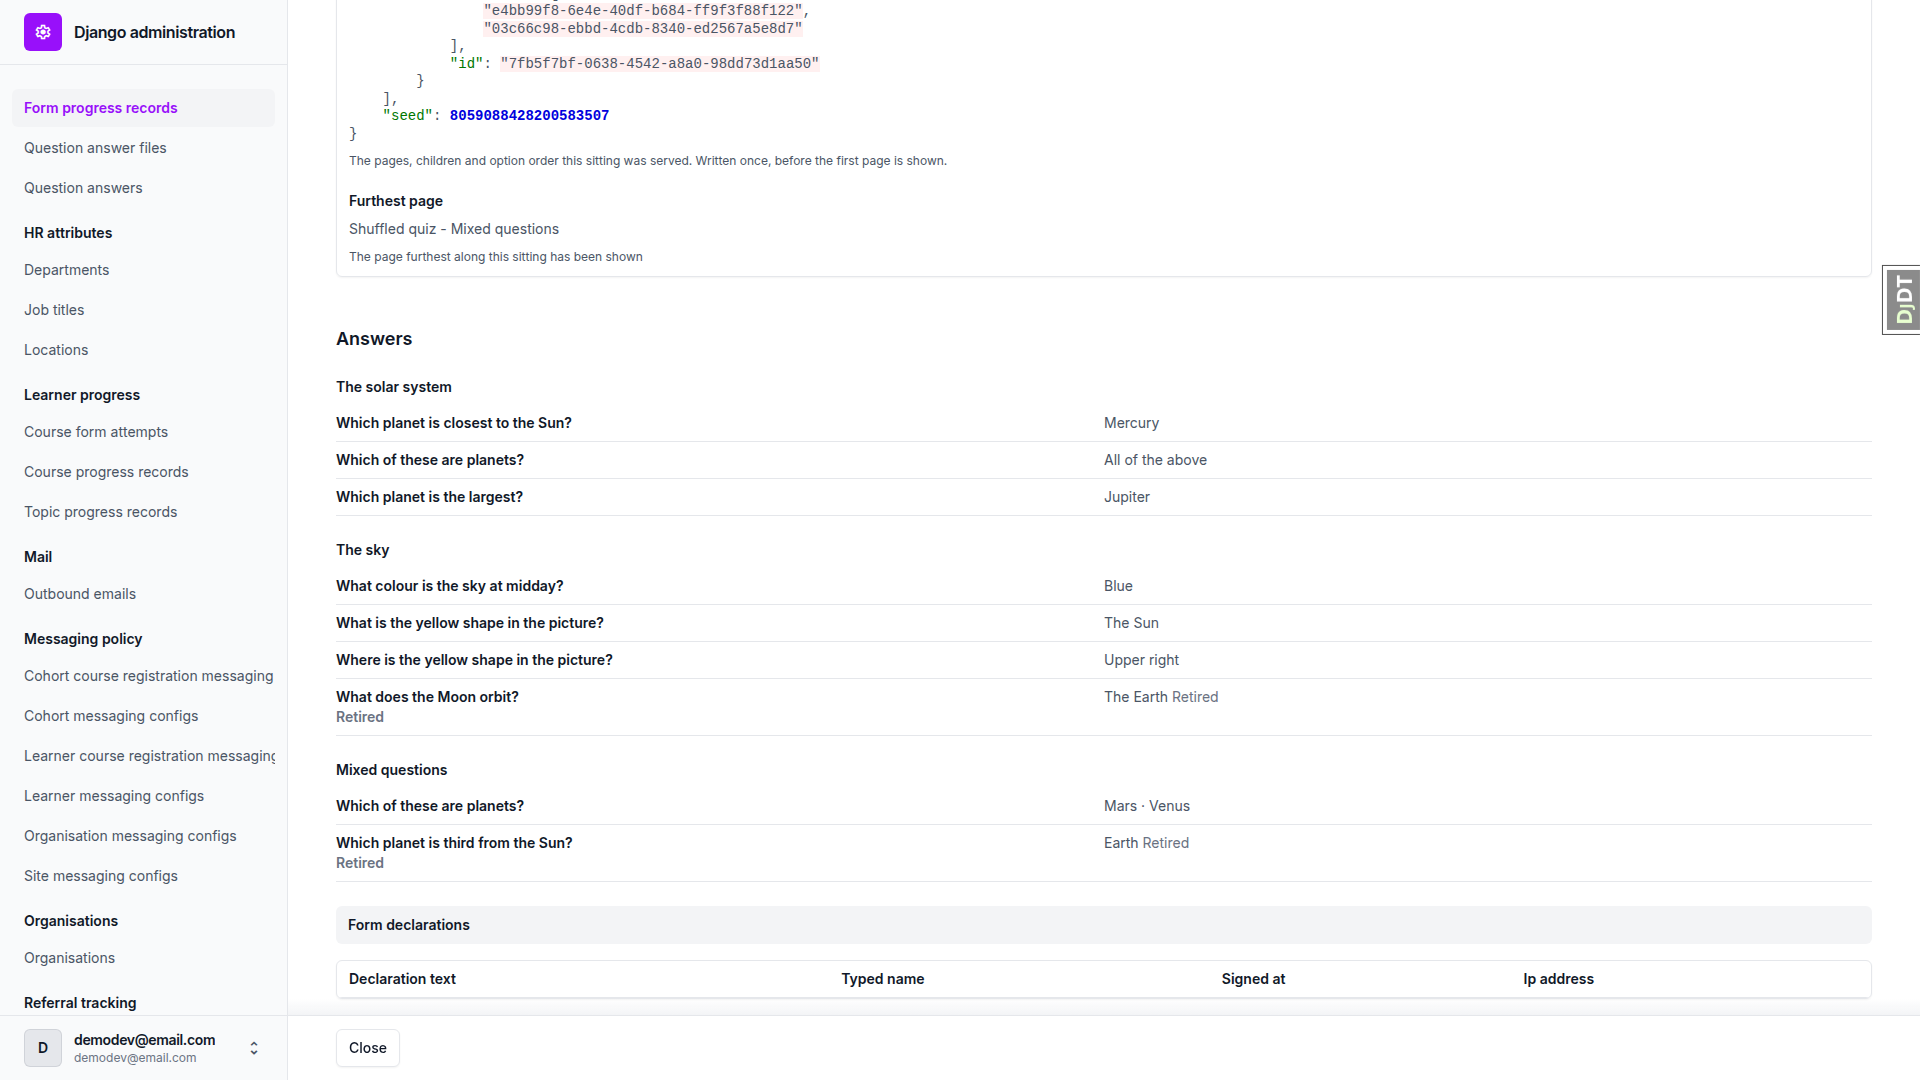 Django administration
Form progress records
Question answer files
Question answers
HR attributes
Departments
Job titles
Locations
Learner progress
Course form attempts
Course progress records
Topic progress records
Mail
Outbound emails
Messaging policy
Cohort course registration messaging
Cohort messaging configs
Learner course registration messaging
Learner messaging configs
Organisation messaging configs
Site messaging configs
Organisations
Organisations
Referral tracking
D
demodev@email.com
demodev@email.com
"e4bb99f8-6e4e-40df-b684-ff9f3f88f122",
"03c66c98-ebbd-4cdb-8340-ed2567a5e8d7"
],
"id": "7fb5f7bf-0638-4542-a8a0-98dd73d1aa50"
}
],
"seed": 8059088428200583507
}
The pages, children and option order this sitting was served. Written once, before the first page is shown.
Furthest page
Shuffled quiz - Mixed questions
The page furthest along this sitting has been shown
Answers
The solar system
Which planet is closest to the Sun? Mercury
Which of these are planets? All of the above
Which planet is the largest? Jupiter
The sky
What colour is the sky at midday? Blue
What is the yellow shape in the picture? The Sun
Where is the yellow shape in the picture? Upper right
What does the Moon orbit? The Earth Retired
Retired
Mixed questions
Which of these are planets? Mars · Venus
Which planet is third from the Sun? Earth Retired
Retired
Form declarations
Declaration text Typed name Signed at Ip address
Close
DJDT